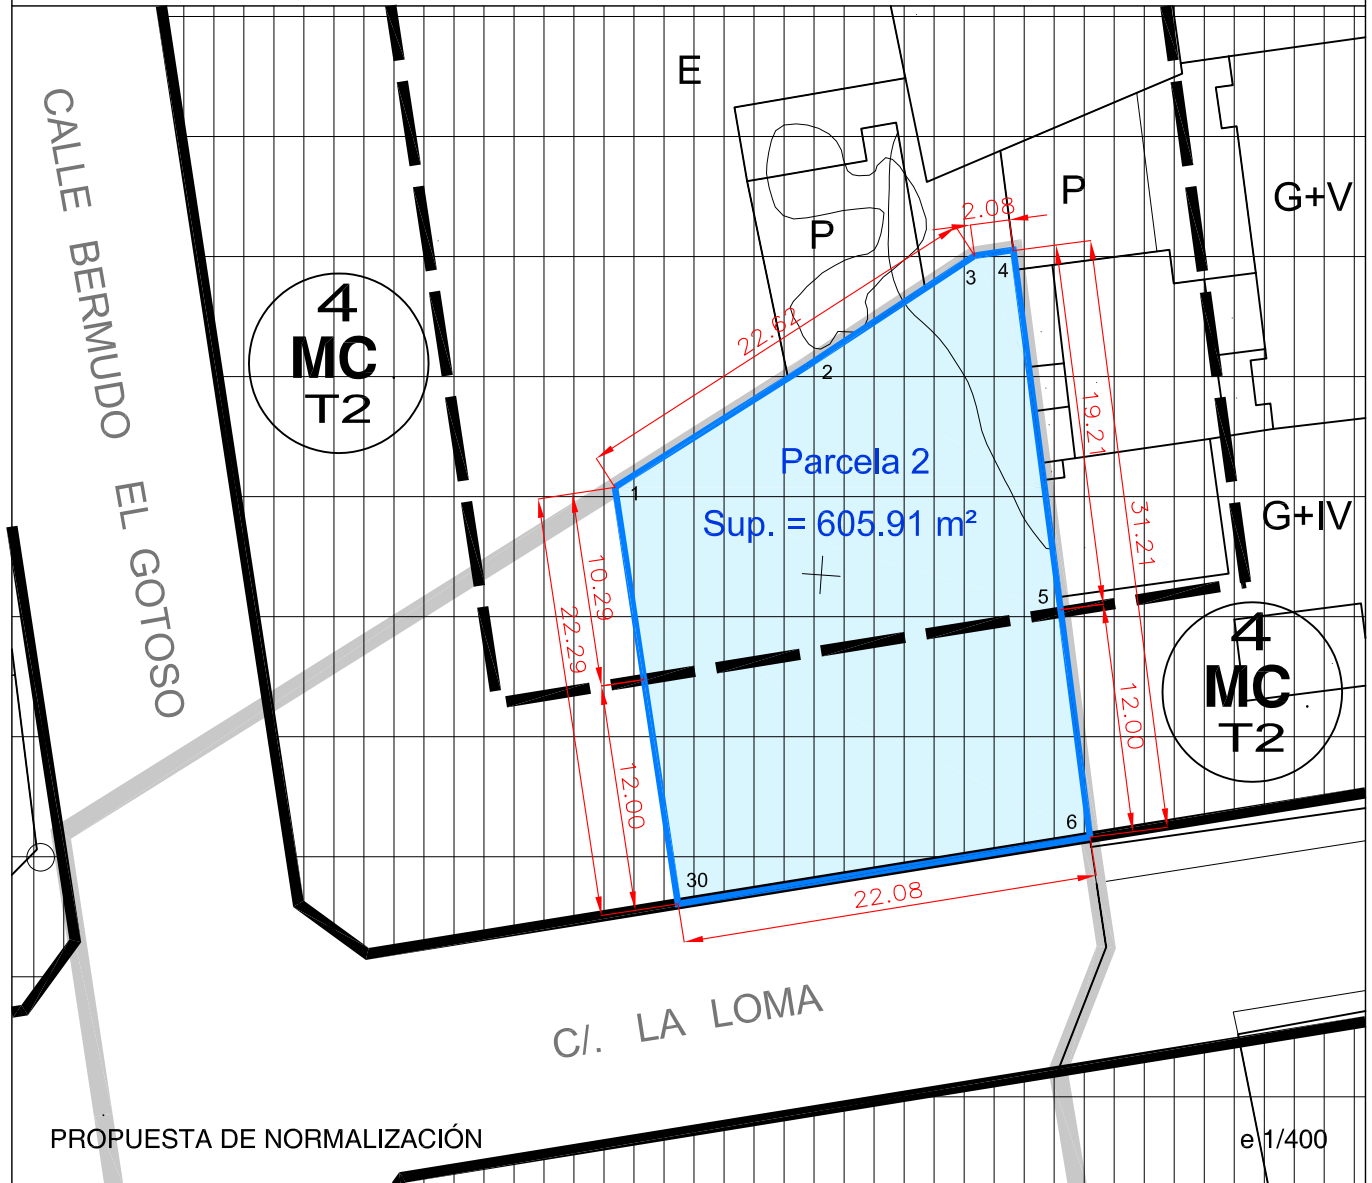 E
CALLE BERMUDO EL GOTOSO
P
G+V
2.08
P
3
4
4
MC
T2
22.62
2
19.21
Parcela 2
1
Sup. = 605.91 m²
31.21
G+IV
10.29
22.29
5
4
MC
T2
12.00
12.00
6
30
22.08
C/. LA LOMA
PROPUESTA DE NORMALIZACIÓN
e 1/400